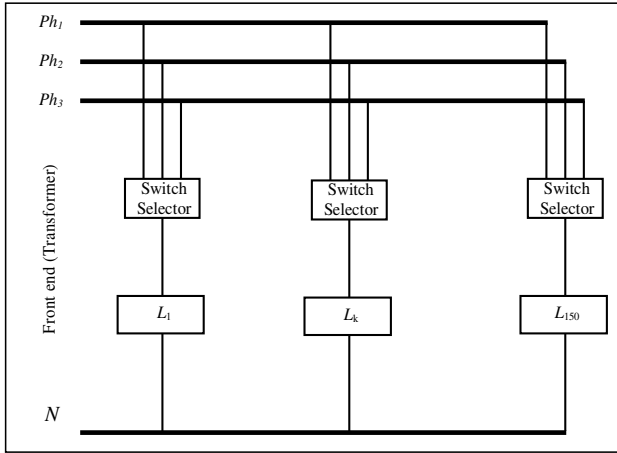 Ph1
Ph2
Ph3
Switch Selector
Switch Selector
Switch Selector
Front end (Transformer)
L1
Lk
L150
N